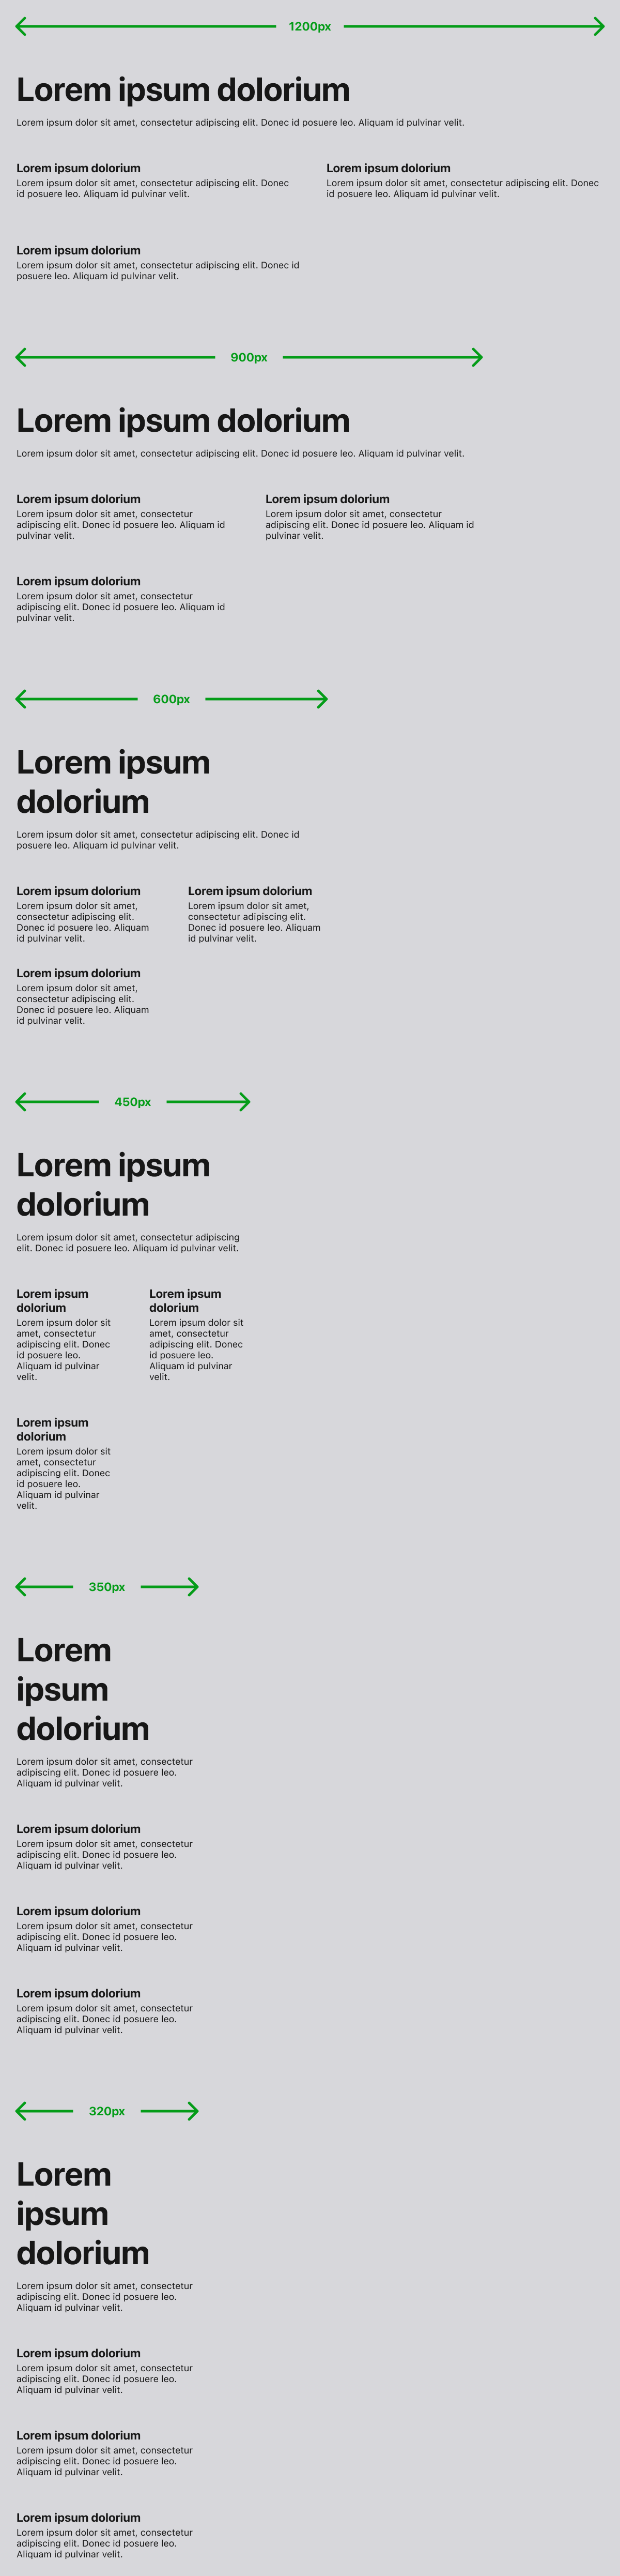 1200px
Lorem ipsum dolorium
Lorem ipsum dolor sit amet, consectetur adipiscing elit. Donec id posuere leo. Aliquam id pulvinar velit.
Lorem ipsum dolorium
Lorem ipsum dolor sit amet, consectetur adipiscing elit. Donec
id posuere leo. Aliquam id pulvinar velit.
Lorem ipsum dolorium
Lorem ipsum dolor sit amet, consectetur adipiscing elit. Donec
id posuere leo. Aliquam id pulvinar velit.
Lorem ipsum dolorium
Lorem ipsum dolor sit amet, consectetur adipiscing elit. Donec id
posuere leo. Aliquam id pulvinar velit.
900px
Lorem ipsum dolorium
Lorem ipsum dolor sit amet, consectetur adipiscing elit. Donec id posuere leo. Aliquam id pulvinar velit.
Lorem ipsum dolorium
Lorem ipsum dolor sit amet, consectetur
adipiscing elit. Donec id posuere leo. Aliquam id
pulvinar velit.
Lorem ipsum dolorium
Lorem ipsum dolor sit amet, consectetur
adipiscing elit. Donec id posuere leo. Aliquam id
pulvinar velit.
Lorem ipsum dolorium
Lorem ipsum dolor sit amet, consectetur
adipiscing elit. Donec id posuere leo. Aliquam id
pulvinar velit.
600px
Lorem ipsum
dolorium
Lorem ipsum dolor sit amet, consectetur adipiscing elit. Donec id
posuere leo. Aliquam id pulvinar velit.
Lorem ipsum dolorium
Lorem ipsum dolor sit amet,
consectetur adipiscing elit.
Donec id posuere leo. Aliquam
id pulvinar velit.
Lorem ipsum dolorium
Lorem ipsum dolor sit amet,
consectetur adipiscing elit.
Donec id posuere leo. Aliquam
id pulvinar velit.
Lorem ipsum dolorium
Lorem ipsum dolor sit amet,
consectetur adipiscing elit.
Donec id posuere leo. Aliquam
id pulvinar velit.
450px
Lorem ipsum
dolorium
Lorem ipsum dolor sit amet, consectetur adipiscing
elit. Donec id posuere leo. Aliquam id pulvinar velit.
Lorem ipsum
dolorium
Lorem ipsum dolor sit
amet, consectetur
adipiscing elit. Donec
id posuere leo.
Aliquam id pulvinar
velit.
Lorem ipsum
dolorium
Lorem ipsum dolor sit
amet, consectetur
adipiscing elit. Donec
id posuere leo.
Aliquam id pulvinar
velit.
Lorem ipsum
dolorium
Lorem ipsum dolor sit
amet, consectetur
adipiscing elit. Donec
id posuere leo.
Aliquam id pulvinar
velit.
350px
Lorem
ipsum
dolorium
Lorem ipsum dolor sit amet, consectetur
adipiscing elit. Donec id posuere leo.
Aliquam id pulvinar velit.
Lorem ipsum dolorium
Lorem ipsum dolor sit amet, consectetur
adipiscing elit. Donec id posuere leo.
Aliquam id pulvinar velit.
Lorem ipsum dolorium
Lorem ipsum dolor sit amet, consectetur
adipiscing elit. Donec id posuere leo.
Aliquam id pulvinar velit.
Lorem ipsum dolorium
Lorem ipsum dolor sit amet, consectetur
adipiscing elit. Donec id posuere leo.
Aliquam id pulvinar velit.
320px
Lorem
ipsum
dolorium
Lorem ipsum dolor sit amet, consectetur
adipiscing elit. Donec id posuere leo.
Aliquam id pulvinar velit.
Lorem ipsum dolorium
Lorem ipsum dolor sit amet, consectetur
adipiscing elit. Donec id posuere leo.
Aliquam id pulvinar velit.
Lorem ipsum dolorium
Lorem ipsum dolor sit amet, consectetur
adipiscing elit. Donec id posuere leo.
Aliquam id pulvinar velit.
Lorem ipsum dolorium
Lorem ipsum dolor sit amet, consectetur
adipiscing elit. Donec id posuere leo.
Aliquam id pulvinar velit.